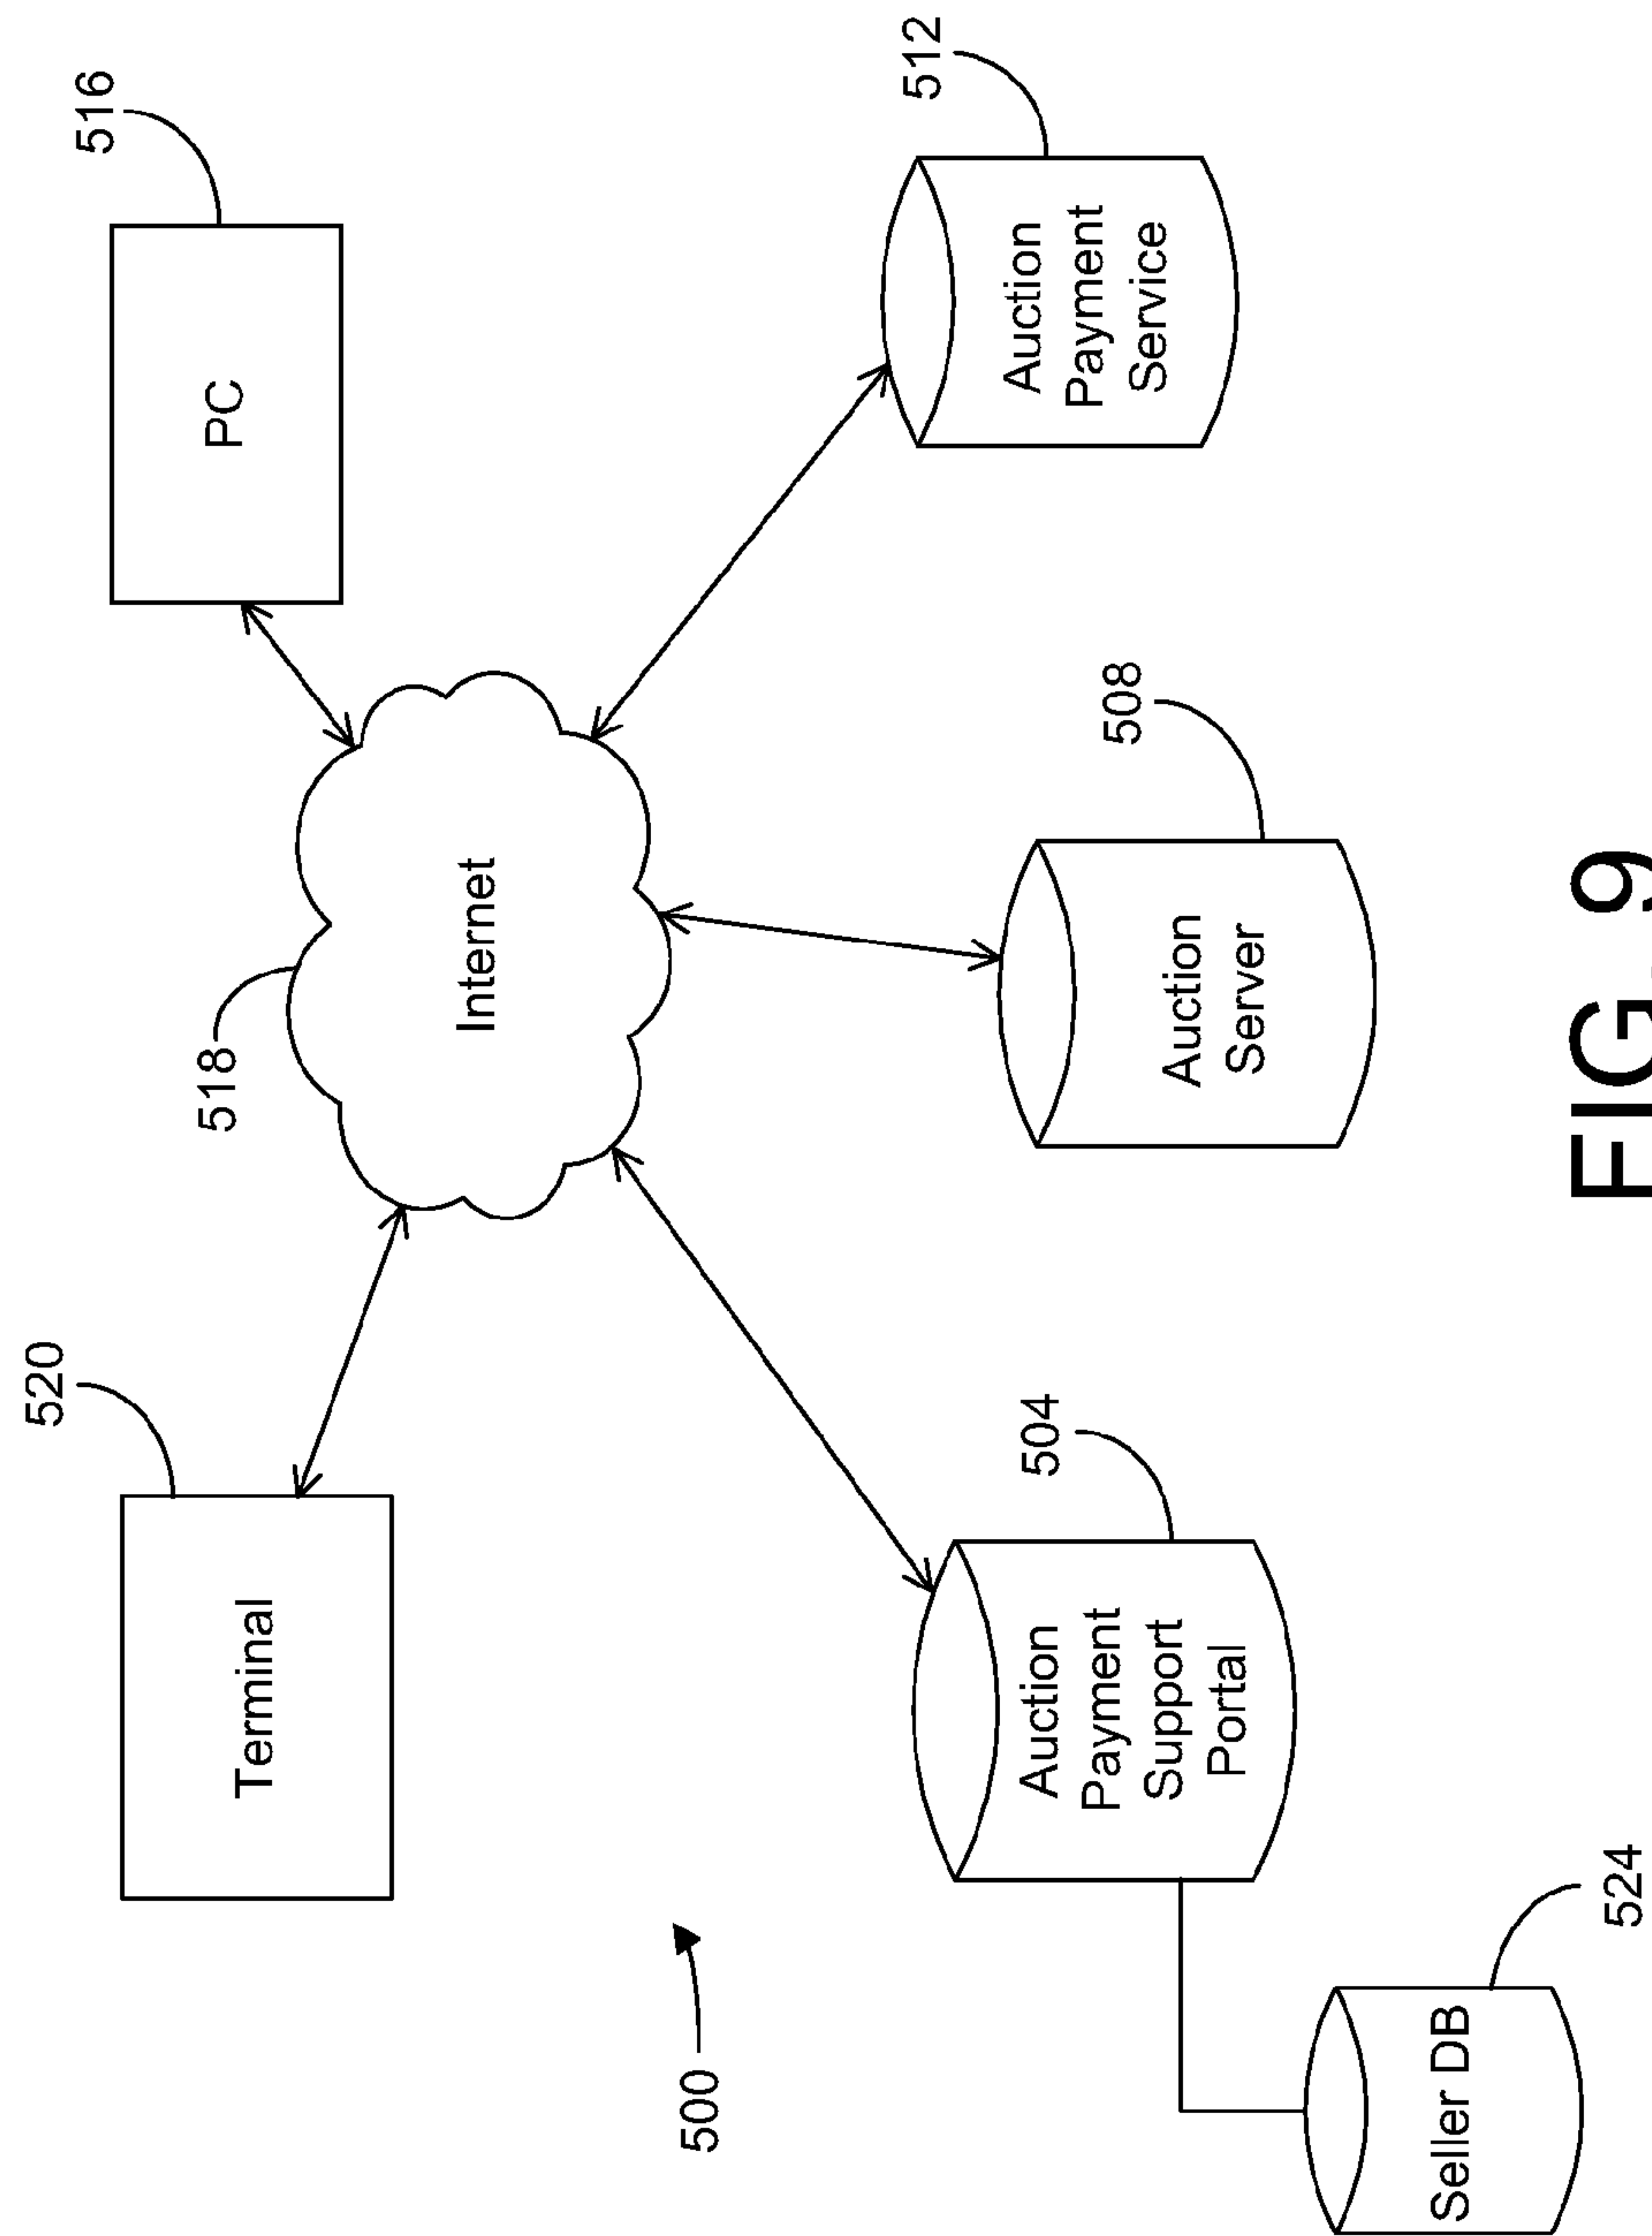 520
516
Terminal
PC
518
Internet
500
504
508
512
Auction
Payment
Support
Portal
Auction
Server
Auction
Payment
Service
Seller DB
524
FIG. 9